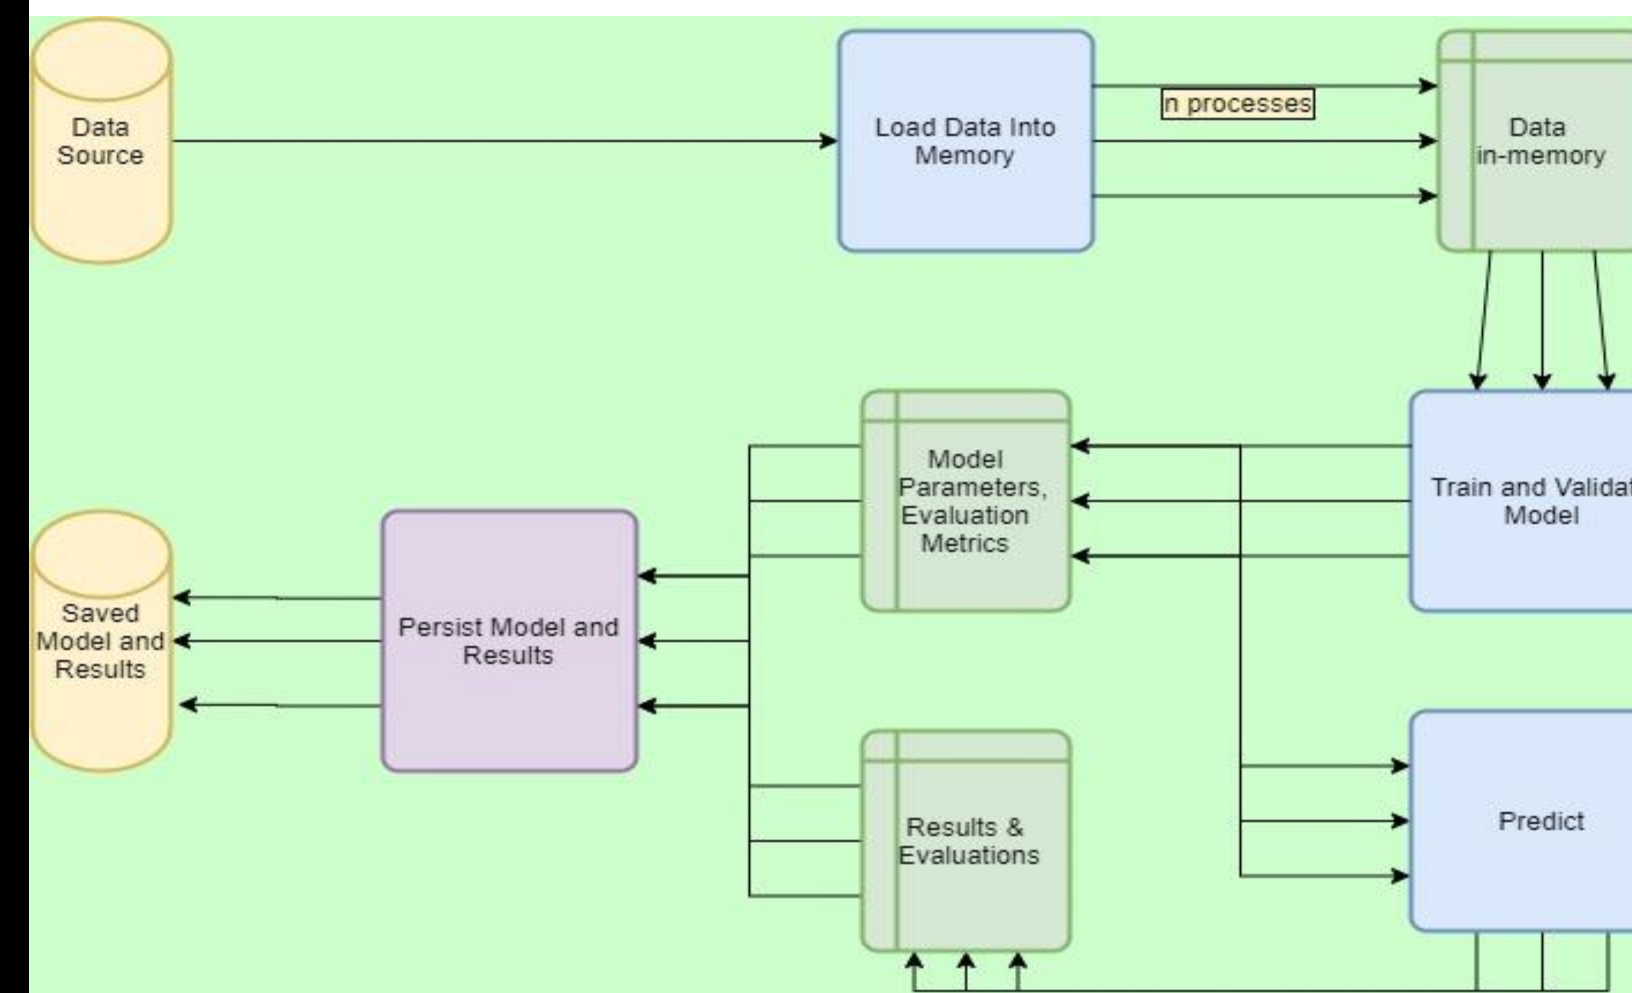 Data
Source
Load Data Into
Memory
n processes
Data
in-memory
Model
Parameters,
Evaluation
Metrics
Train and Validat
Model
Saved
Model and
Results
Persist Model and
Results
Results &
Evaluations
Predict